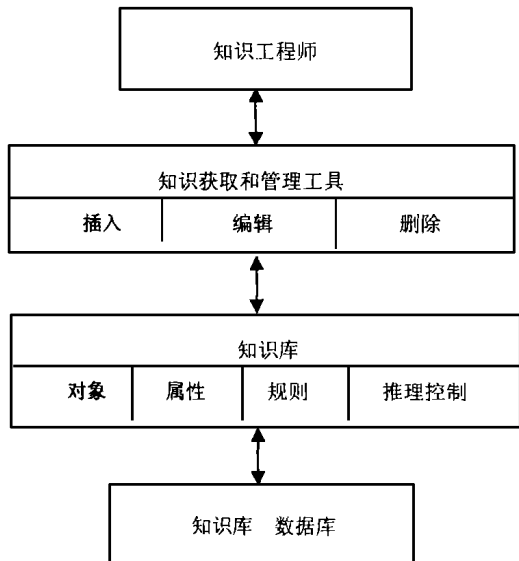 知识工程师
知识获取和管理工具
插入 编辑 删除
知识库
对象 属性 规则 推理控制
知识库 数据库